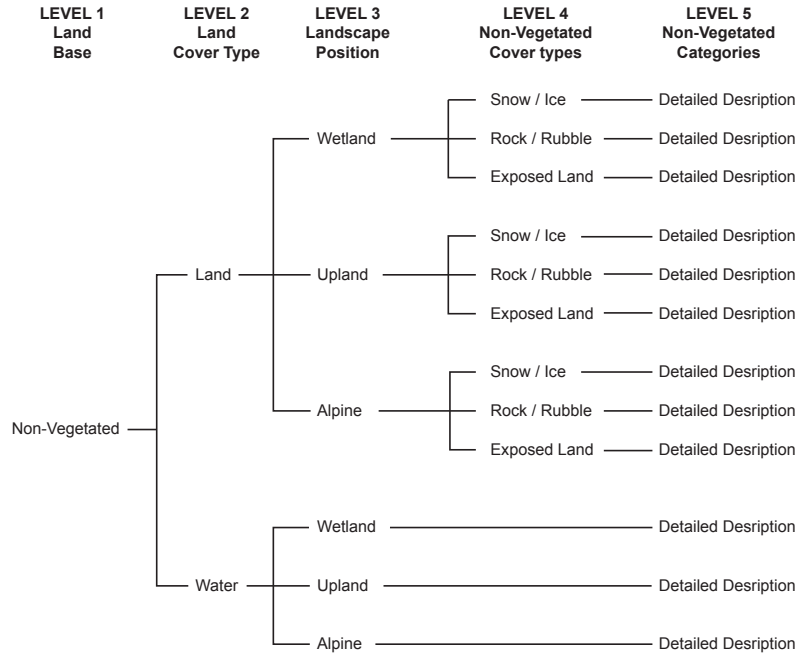 LEVEL 1 LEVEL 2 LEVEL 3 LEVEL 4 LEVEL 5
Land Land Landscape Non-Vegetated Non-Vegetated
Base Cover Type Position Cover types Categories
Snow / Ice Detailed Desription
Wetland Rock / Rubble Detailed Desription
Exposed Land Detailed Desription
Snow / Ice Detailed Desription
Land Upland Rock / Rubble Detailed Desription
Exposed Land Detailed Desription
Snow / Ice Detailed Desription
Alpine Rock / Rubble Detailed Desription
Non-Vegetated
Exposed Land Detailed Desription
Wetland Detailed Desription
Water Upland Detailed Desription
Alpine Detailed Desription